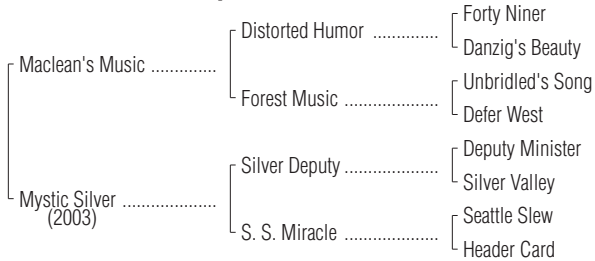 Forty Niner
Distorted Humor ..............
Danzig's Beauty
Maclean's Music ..............
Unbridled's Song
Forest Music ....................
Defer West
Deputy Minister
Silver Deputy ....................
Silver Valley
Mystic Silver ....................
(2003)
Seattle Slew
S. S. Miracle ....................
Header Card